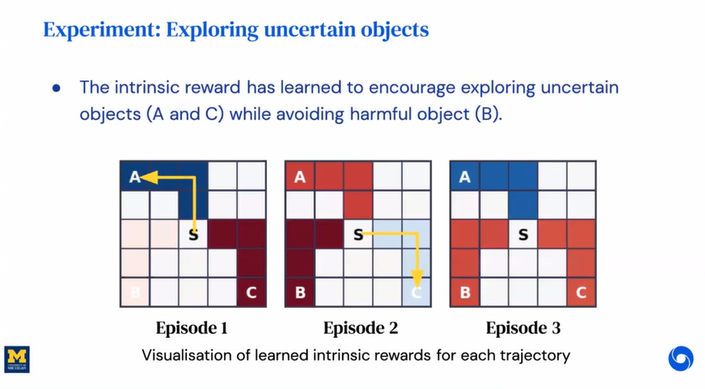 Experiment: Exploring uncertain objects
● The intrinsic reward has learned to encourage exploring uncertain
objects (A and C) while avoiding harmful object (B).
A A A
S S S
B C B C B C
Episode 1 Episode 2 Episode 3
Visualisation of learned intrinsic rewards for each trajectory
M